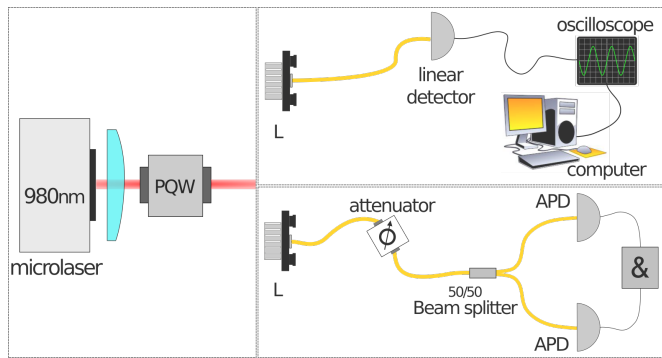 980nm
microlaser
PQW
L
linear
detector
oscilloscope
computer
L
attenuator
Ø
50/50
Beam splitter
APD
APD
&